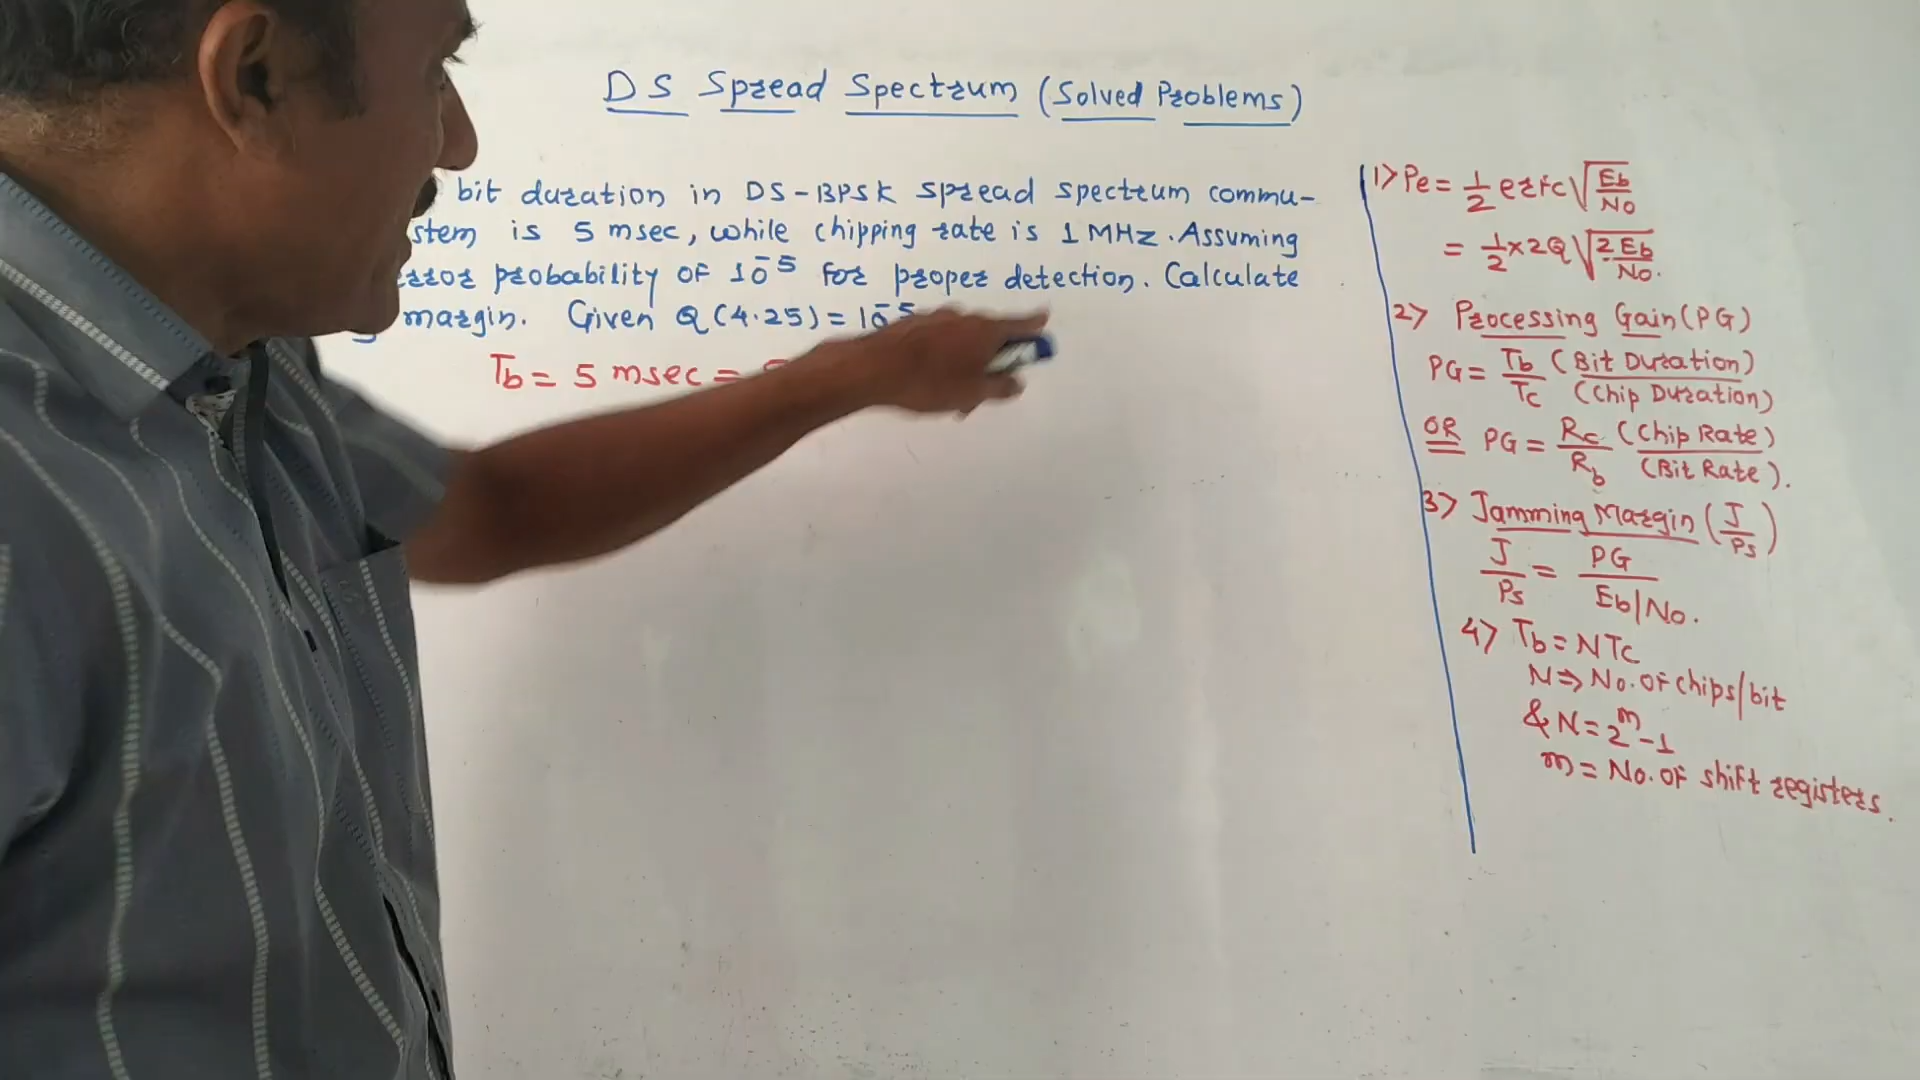 DS Spread Spectrum (Solved Problems)
bit duration in DS-BPSK spread spectrum commu-
stem is 5 msec, while chipping rate is 1 MHz. Assuming
error probability of 10⁻⁵ for proper detection. Calculate
margin. Given Q(4.25) = 10⁻⁵
Tb = 5 msec =
1) Pe = 1/2 erfc √(Eb/No)
= 1/2 × 2Q √(2Eb/No).
2) Processing Gain (PG)
PG = Tb/Tc (Bit Duration)/(Chip Duration)
OR PG = Rc/Rb (Chip Rate)/(Bit Rate).
3) Jamming Margin (J/Ps)
J/Ps = PG/(Eb/No).
4) Tb = NTc
N ⇒ No. of chips/bit
& N = 2^m - 1
m = No. of shift registers.